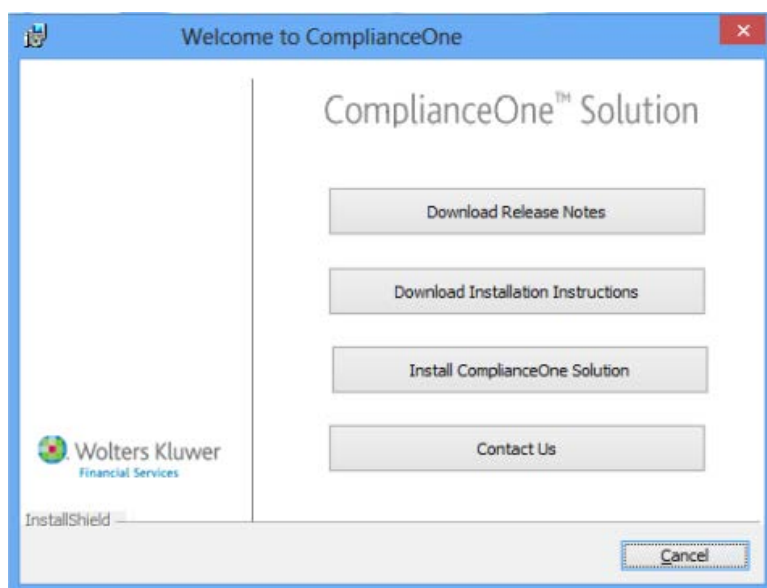 Welcome to ComplianceOne
ComplianceOne™ Solution
Download Release Notes
Download Installation Instructions
Install ComplianceOne Solution
Contact Us
Wolters Kluwer
Financial Services
InstallShield
Cancel